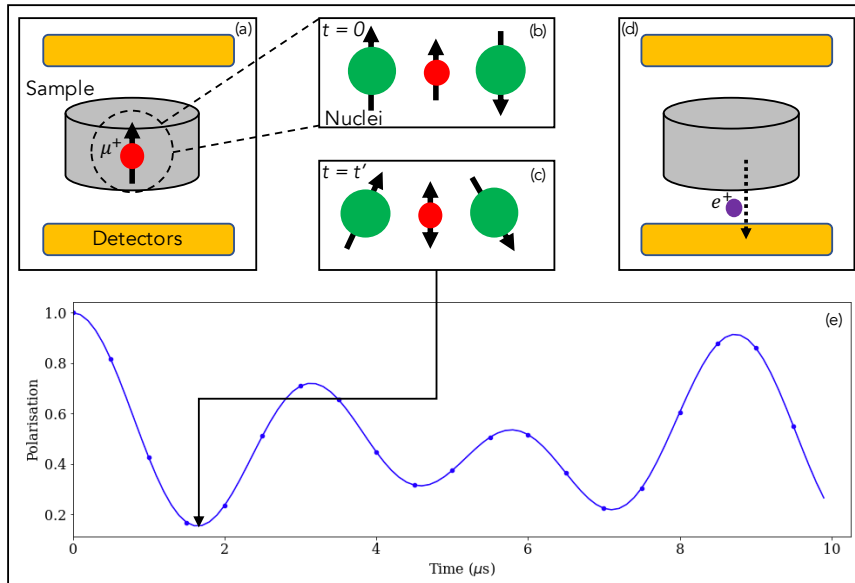 (a)
Sample
μ⁺
Detectors
t = 0
(b)
Nuclei
t = t′
(c)
(d)
e⁺
(e)
Polarisation
1.0
0.8
0.6
0.4
0.2
0
2
4
6
8
10
Time (μs)